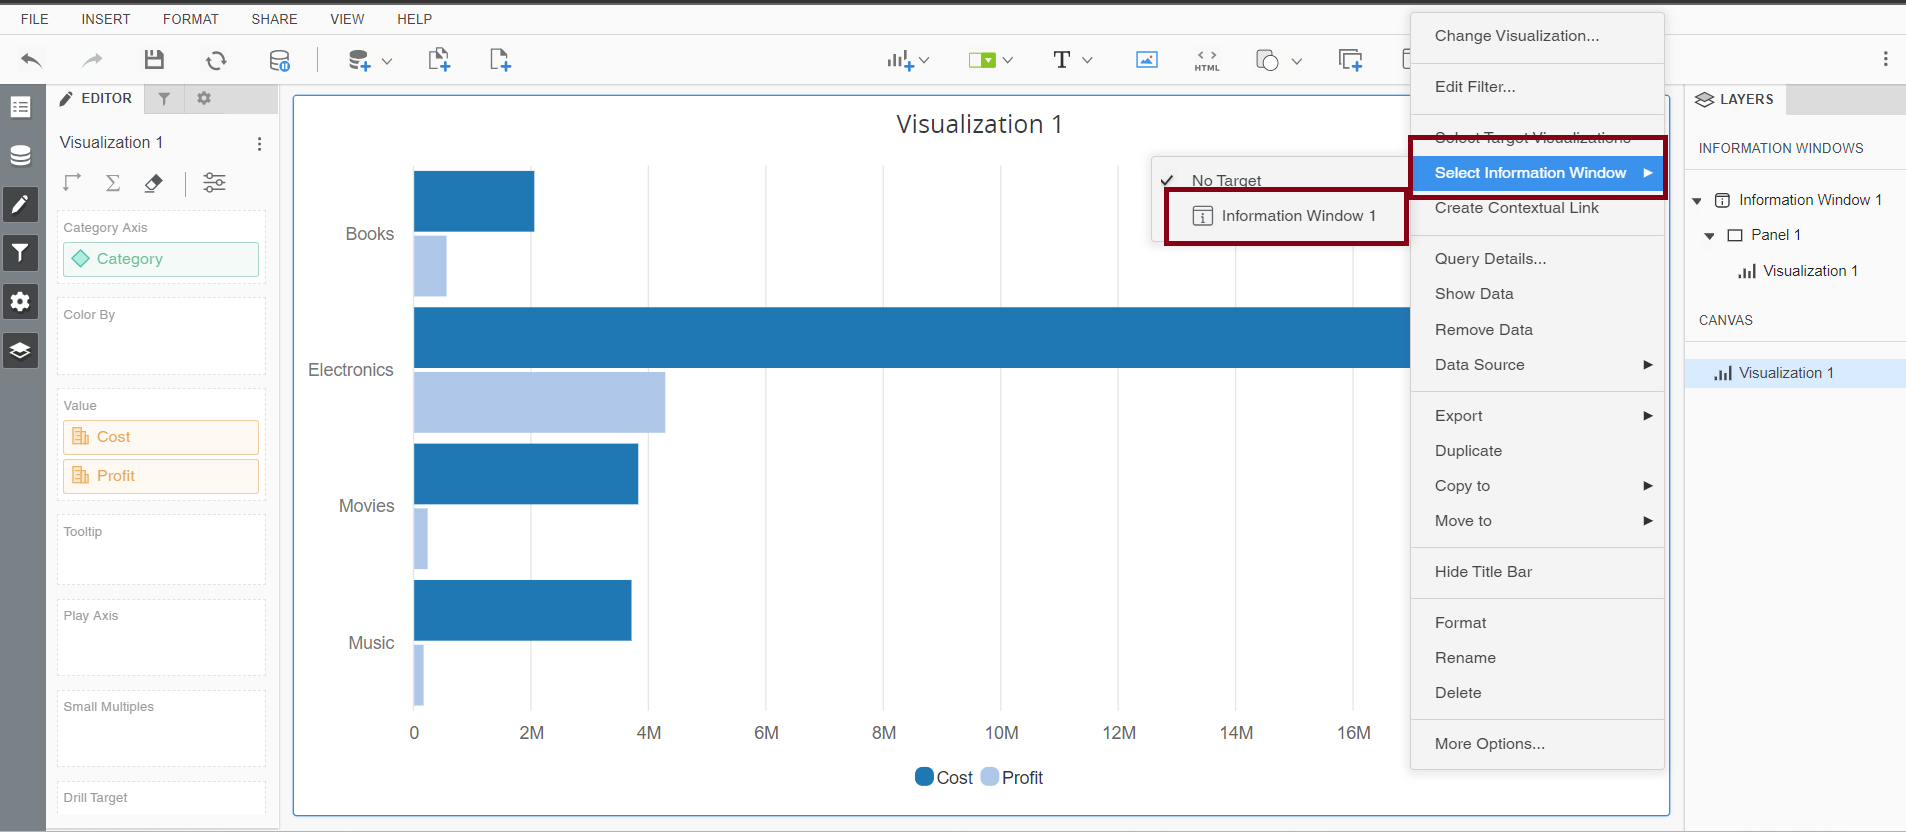 FILE INSERT FORMAT SHARE VIEW HELP
HTML
EDITOR
Visualization 1
Category Axis
Category
Color By
Value
Cost
Profit
Tooltip
Play Axis
Small Multiples
Drill Target
Visualization 1
Books
Electronics
Movies
Music
0 2M 4M 6M 8M 10M 12M 14M 16M
Cost Profit
No Target
Information Window 1
Change Visualization...
Edit Filter...
Select Target Visualizations
Select Information Window
Create Contextual Link
Query Details...
Show Data
Remove Data
Data Source
Export
Duplicate
Copy to
Move to
Hide Title Bar
Format
Rename
Delete
More Options...
LAYERS
INFORMATION WINDOWS
Information Window 1
Panel 1
Visualization 1
CANVAS
Visualization 1